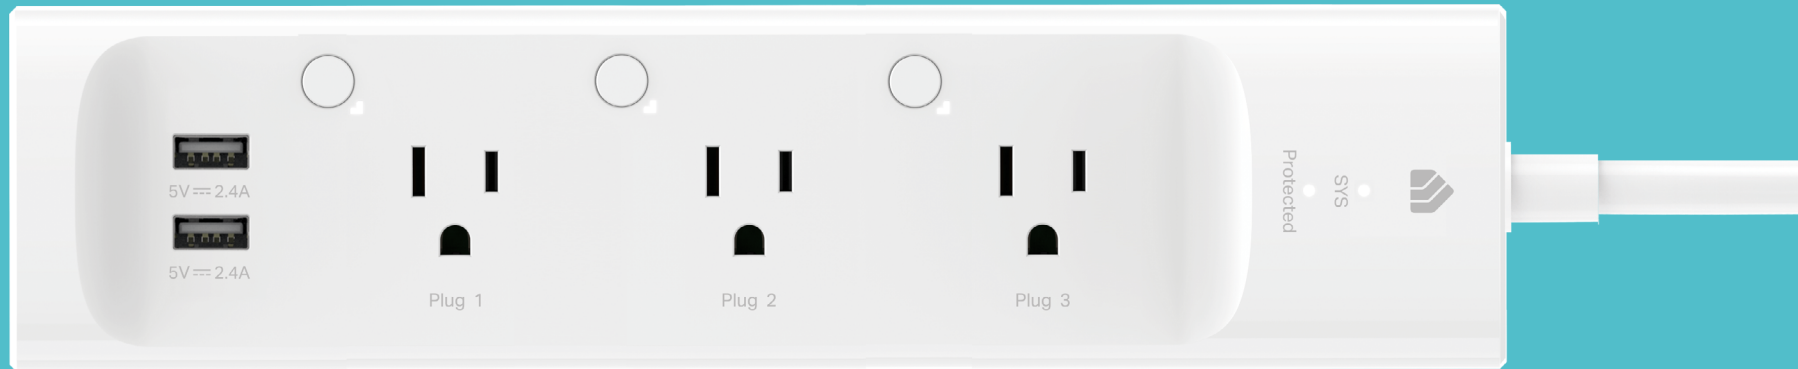 5V⎓2.4A
5V⎓2.4A
Plug 1
Plug 2
Plug 3
Protected
SYS